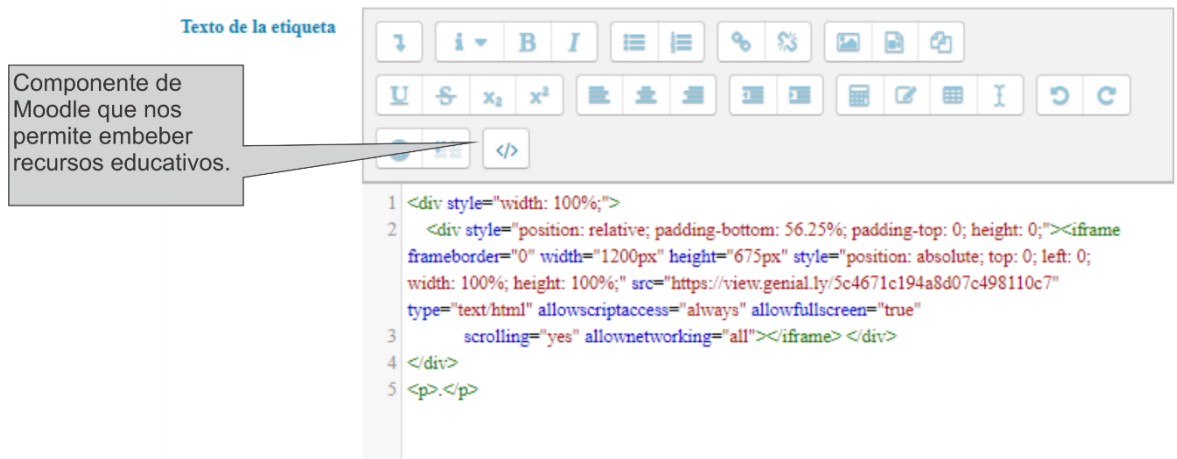 Texto de la etiqueta
i B I
U S x₂ x²
Componente de
Moodle que nos
permite embeber
recursos educativos.
</>
1 <div style="width: 100%;">
2 <div style="position: relative; padding-bottom: 56.25%; padding-top: 0; height: 0;"><iframe
frameborder="0" width="1200px" height="675px" style="position: absolute; top: 0; left: 0;
width: 100%; height: 100%;" src="https://view.genial.ly/5c4671c194a8d07c498110c7"
type="text/html" allowscriptaccess="always" allowfullscreen="true"
3 scrolling="yes" allownetworking="all"></iframe> </div>
4 </div>
5 <p>.</p>